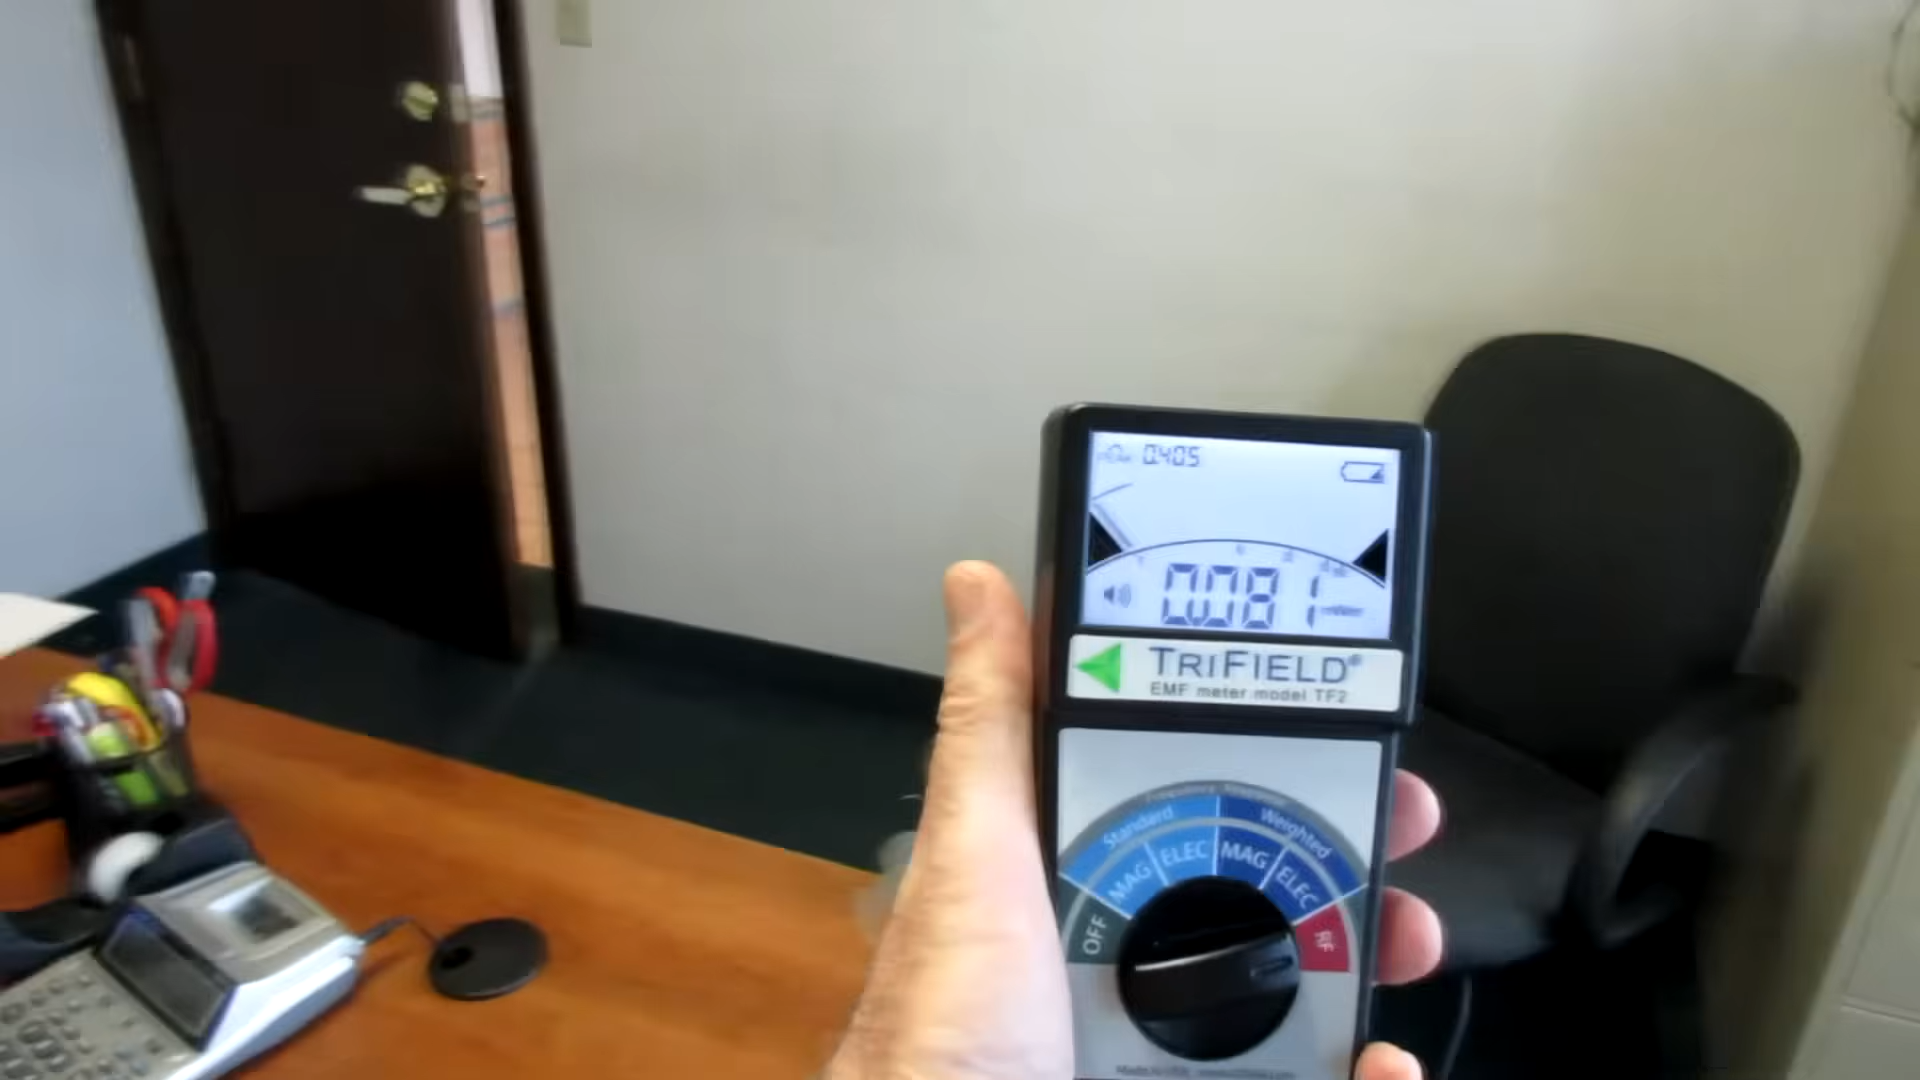 0.405
0.081
TRIFIELD®
EMF meter model TF2
Standard Weighted
MAG ELEC MAG ELEC
OFF RF